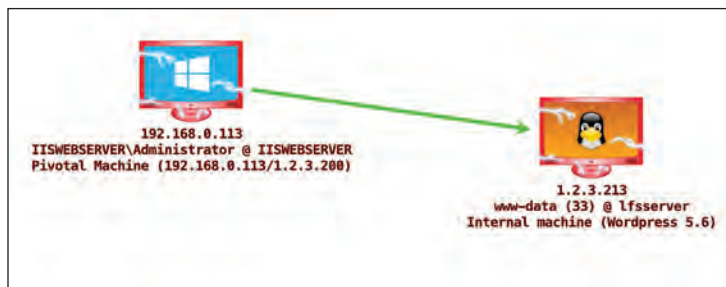 192.168.0.113
IISWEBSERVER\Administrator @ IISWEBSERVER
Pivotal Machine (192.168.0.113/1.2.3.200)
1.2.3.213
www-data (33) @ lfsserver
Internal machine (Wordpress 5.6)